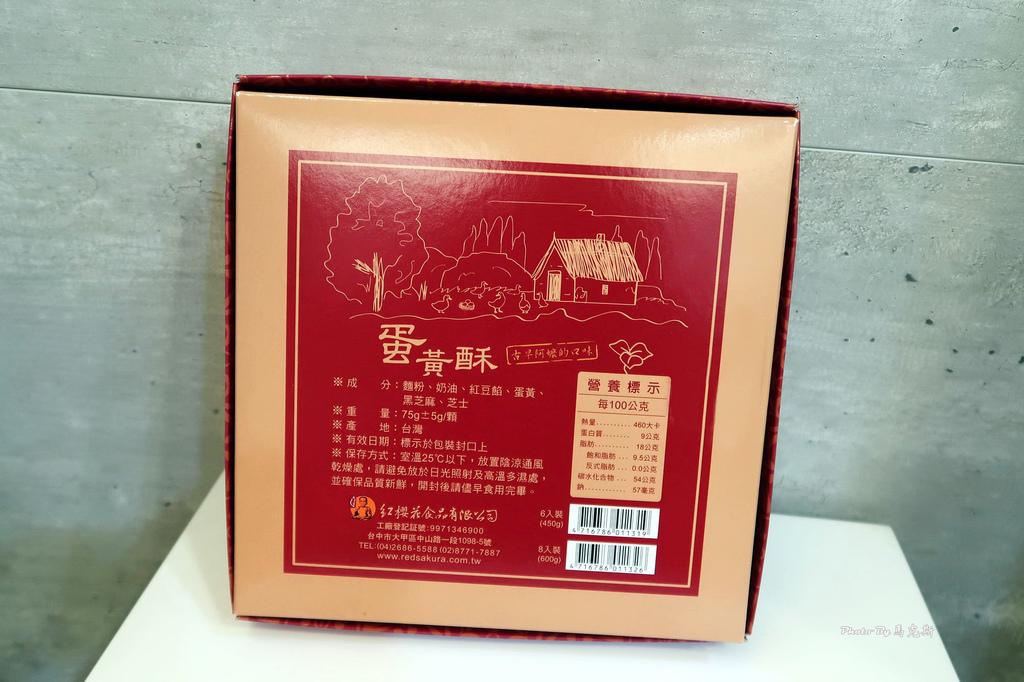 蛋黃酥 古早阿嬤的口味
※成 分：麵粉、奶油、紅豆餡、蛋黃、
黑芝麻、芝士
※重 量：75g±5g/顆
※產 地：台灣
※有效日期：標示於包裝封口上
※保存方式：室溫25℃以下，放置陰涼通風
乾燥處，請避免放於日光照射及高溫多濕處，
並確保品質新鮮，開封後請儘早食用完畢。
紅櫻花食品有限公司
工廠登記証號:9971346900
台中市大甲區中山路一段1098-5號
TEL:(04)2686-5588 (02)8771-7887
www.redsakura.com.tw
營養標示
每100公克
熱量......... 460大卡
蛋白質....... 9公克
脂肪......... 18公克
飽和脂肪 ... 9.5公克
反式脂肪 ... 0.0公克
碳水化合物 ... 54公克
鈉........... 57毫克
6入裝
(450g)
4 716786 011319
8入裝
(600g)
4 716786 011326
Photo By 馬克斯